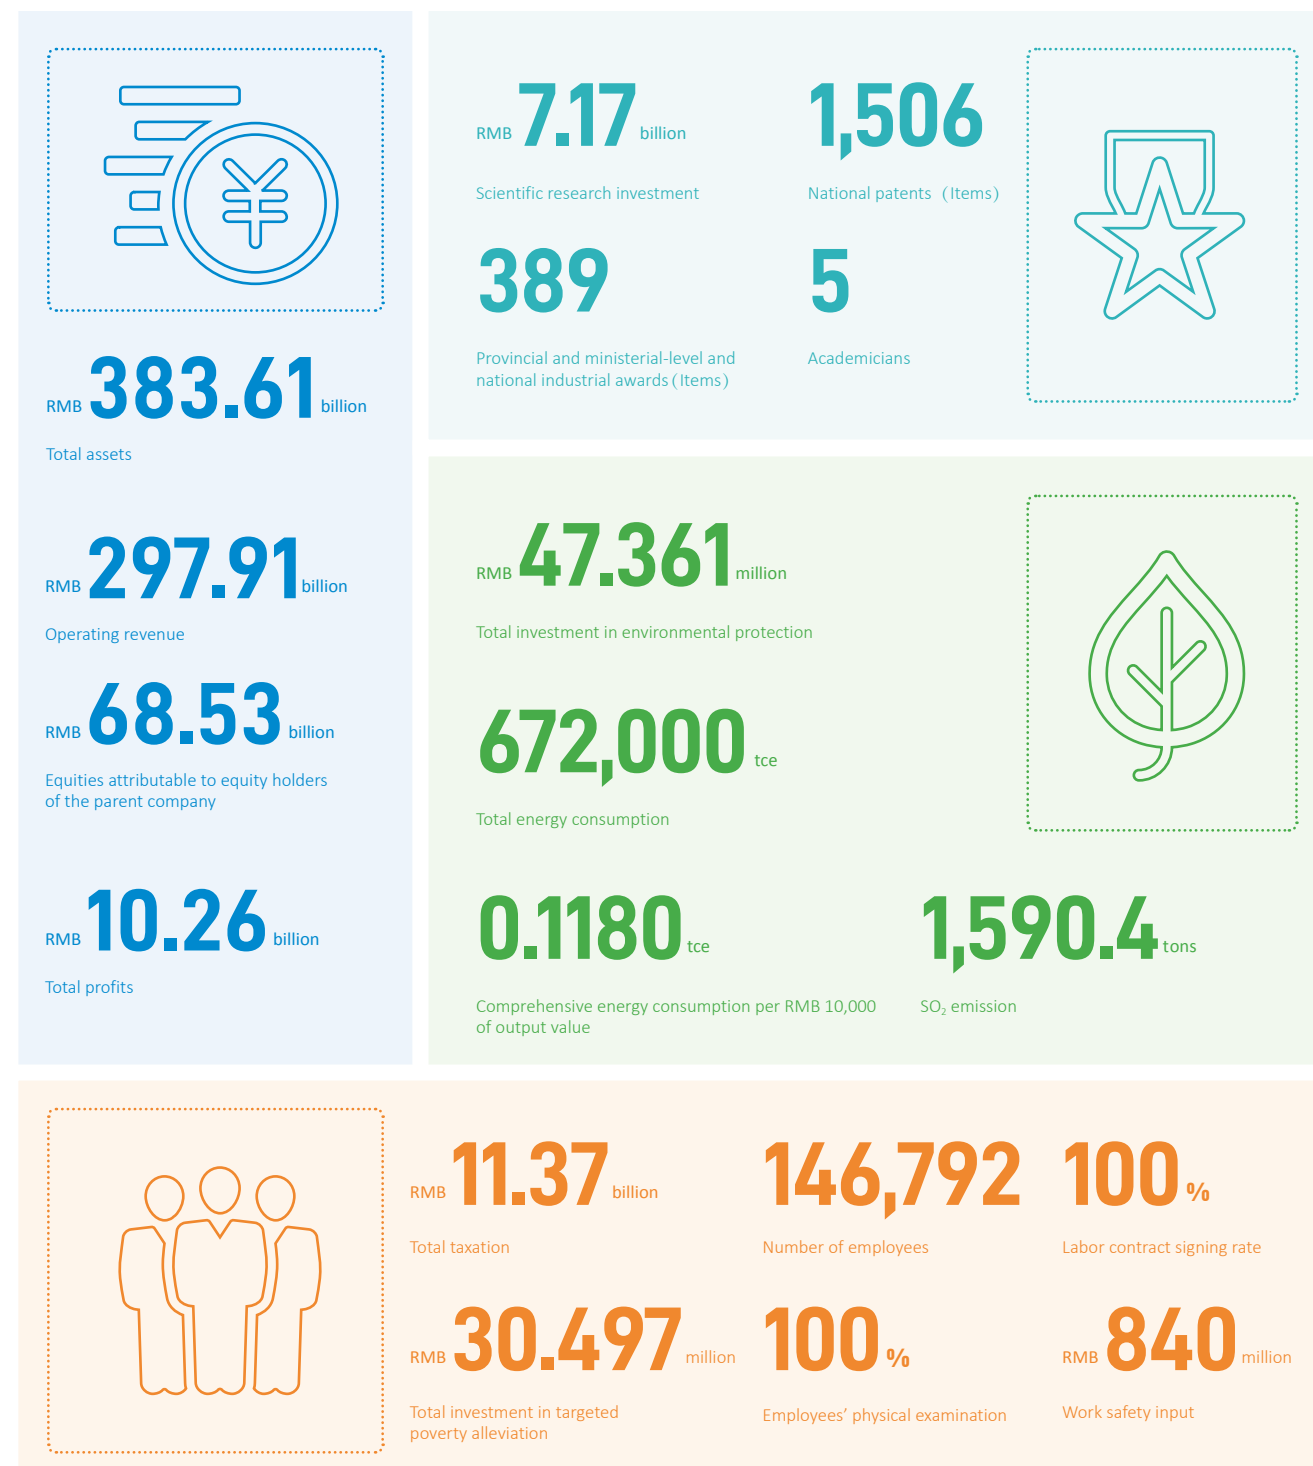 ¥
RMB 383.61 billion
Total assets
RMB 297.91 billion
Operating revenue
RMB 68.53 billion
Equities attributable to equity holders
of the parent company
RMB 10.26 billion
Total profits
RMB 7.17 billion
Scientific research investment
1,506
National patents (Items)
389
Provincial and ministerial-level and
national industrial awards (Items)
5
Academicians
RMB 47.361 million
Total investment in environmental protection
672,000 tce
Total energy consumption
0.1180 tce
Comprehensive energy consumption per RMB 10,000
of output value
1,590.4 tons
SO₂ emission
RMB 11.37 billion
Total taxation
146,792
Number of employees
100 %
Labor contract signing rate
RMB 30.497 million
Total investment in targeted
poverty alleviation
100 %
Employees’ physical examination
RMB 840 million
Work safety input